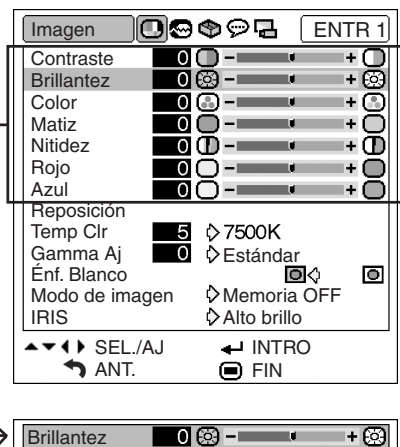 Imagen ENTR 1
Contraste 0 - +
Brillantez 0 - +
Color 0 - +
Matiz 0 - +
Nitidez 0 - +
Rojo 0 - +
Azul 0 - +
Reposición
Temp Clr 5 7500K
Gamma Aj 0 Estándar
Énf. Blanco
Modo de imagen Memoria OFF
IRIS Alto brillo
SEL./AJ INTRO
ANT. FIN
Brillantez 0 - +